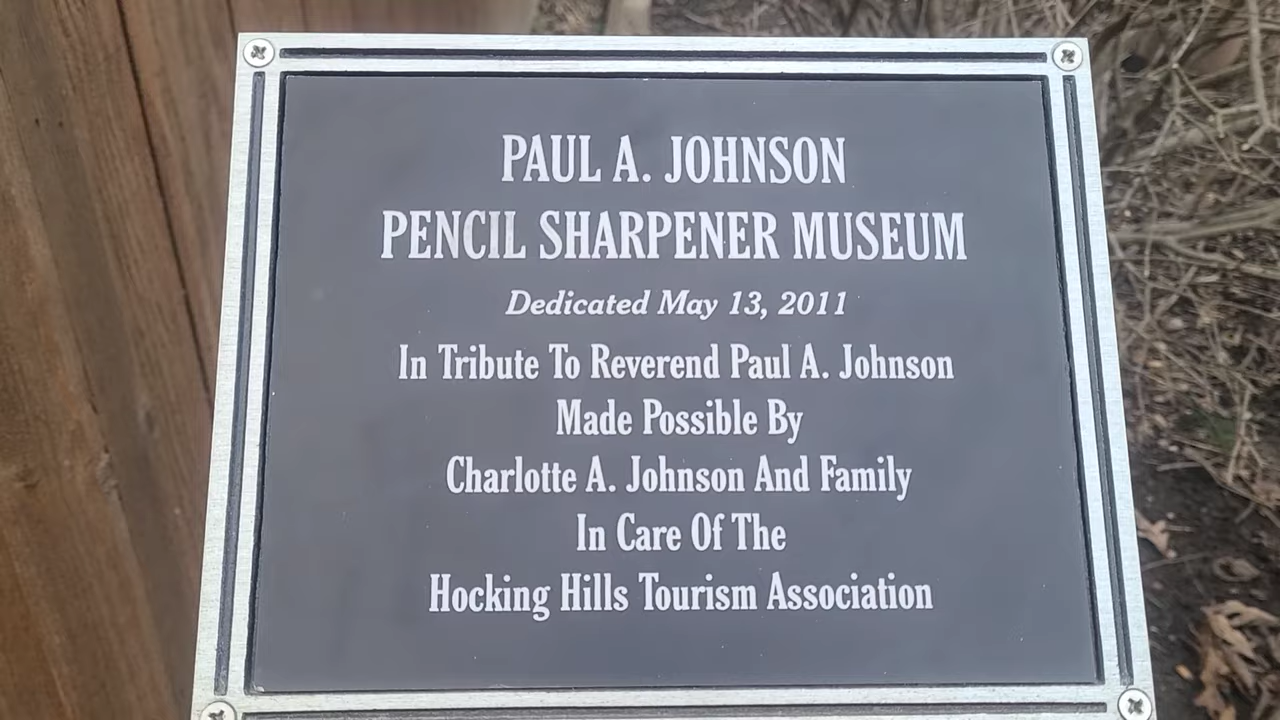 PAUL A. JOHNSON
PENCIL SHARPENER MUSEUM
Dedicated May 13, 2011
In Tribute To Reverend Paul A. Johnson
Made Possible By
Charlotte A. Johnson And Family
In Care Of The
Hocking Hills Tourism Association